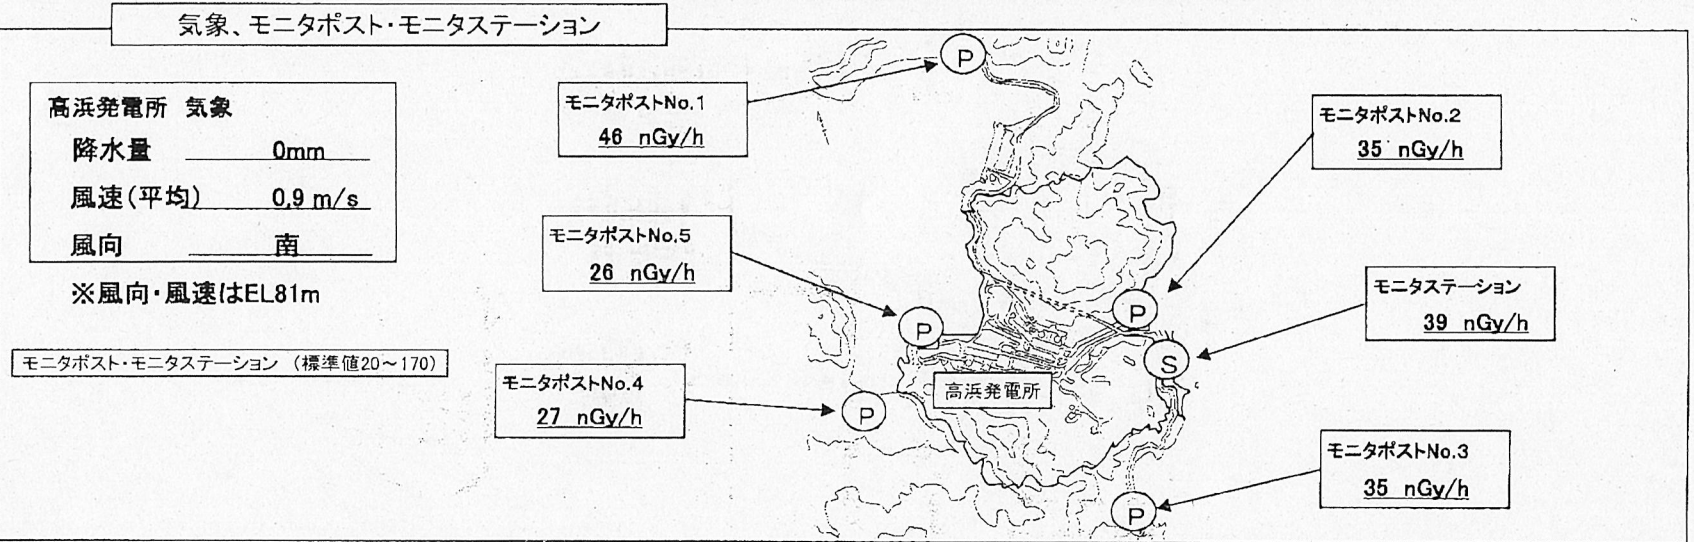 気象、モニタポスト・モニタステーション
高浜発電所 気象
降水量 0mm
風速(平均) 0.9 m/s
風向 南
※風向・風速はEL81m
モニタポスト・モニタステーション (標準値20～170)
モニタポストNo.1
46 nGy/h
モニタポストNo.2
35 nGy/h
モニタポストNo.5
26 nGy/h
モニタステーション
39 nGy/h
モニタポストNo.4
27 nGy/h
モニタポストNo.3
35 nGy/h
高浜発電所
P
P
P
S
P
P